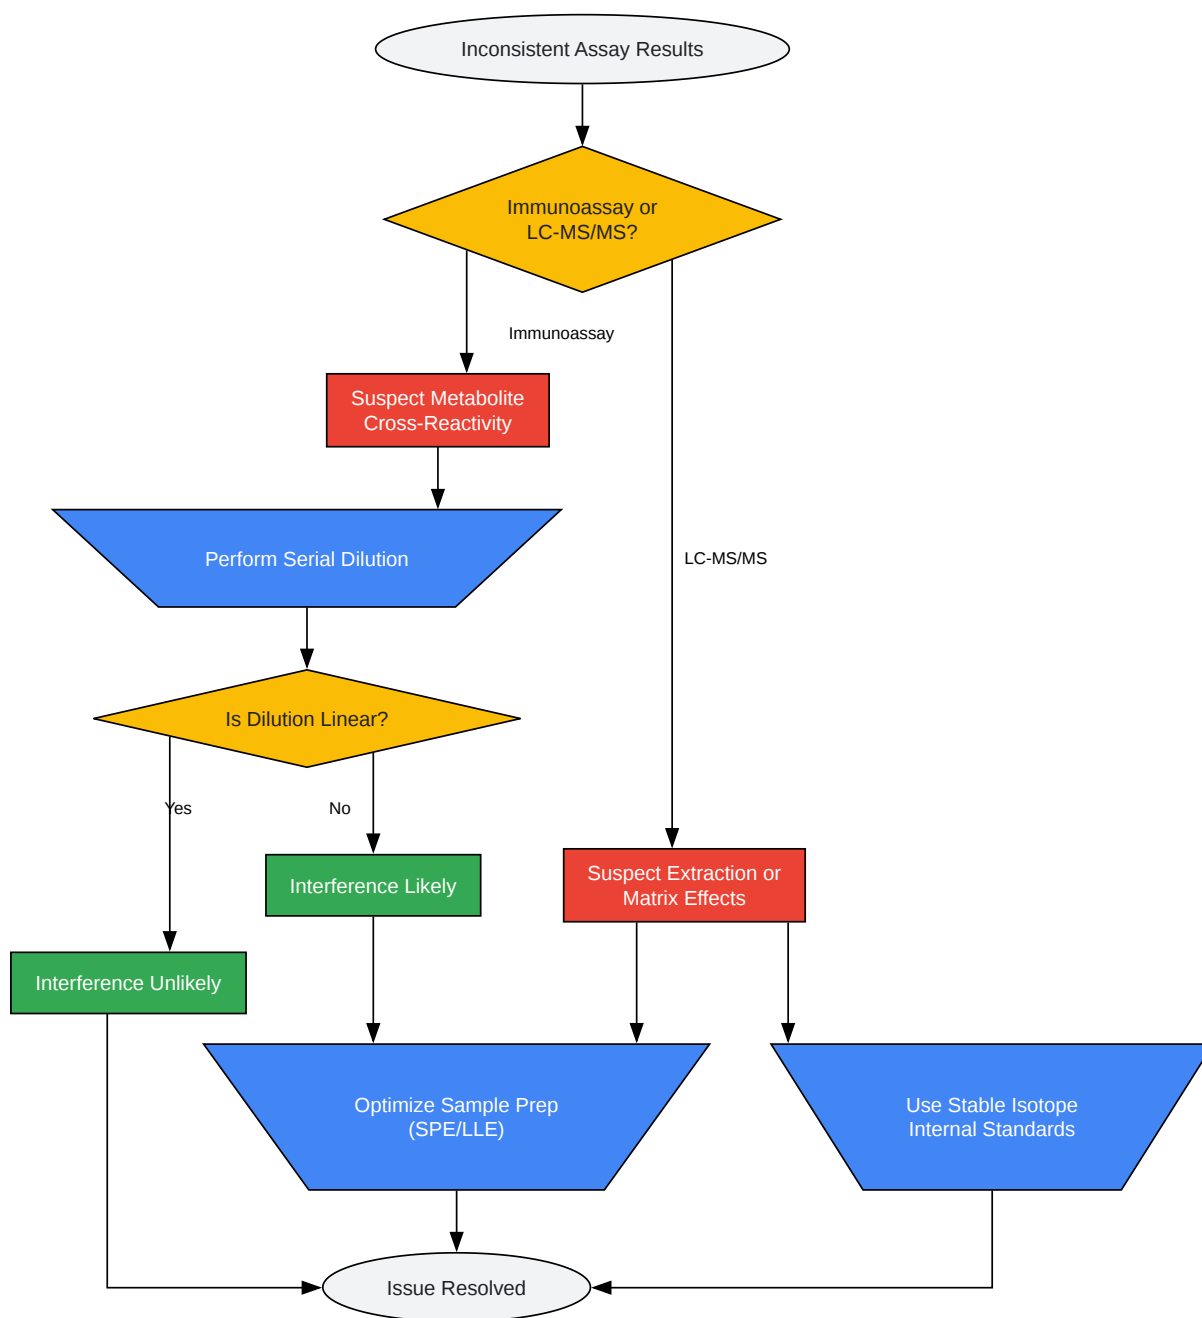 Inconsistent Assay Results
Immunoassay or
LC-MS/MS?
Immunoassay
Suspect Metabolite
Cross-Reactivity
Perform Serial Dilution
LC-MS/MS
Is Dilution Linear?
Yes
No
Interference Likely
Suspect Extraction or
Matrix Effects
Interference Unlikely
Optimize Sample Prep
(SPE/LLE)
Use Stable Isotope
Internal Standards
Issue Resolved